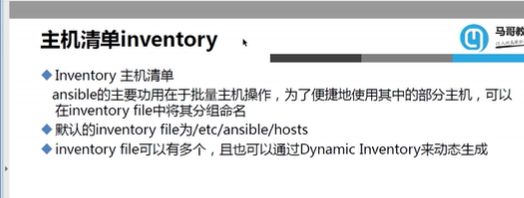 主机清单inventory
马哥教
Inventory 主机清单
ansible的主要功用在于批量主机操作，为了便捷地使用其中的部分主机，可以
在inventory file中将其分组命名
默认的inventory file为/etc/ansible/hosts
inventory file可以有多个，且也可以通过Dynamic Inventory来动态生成